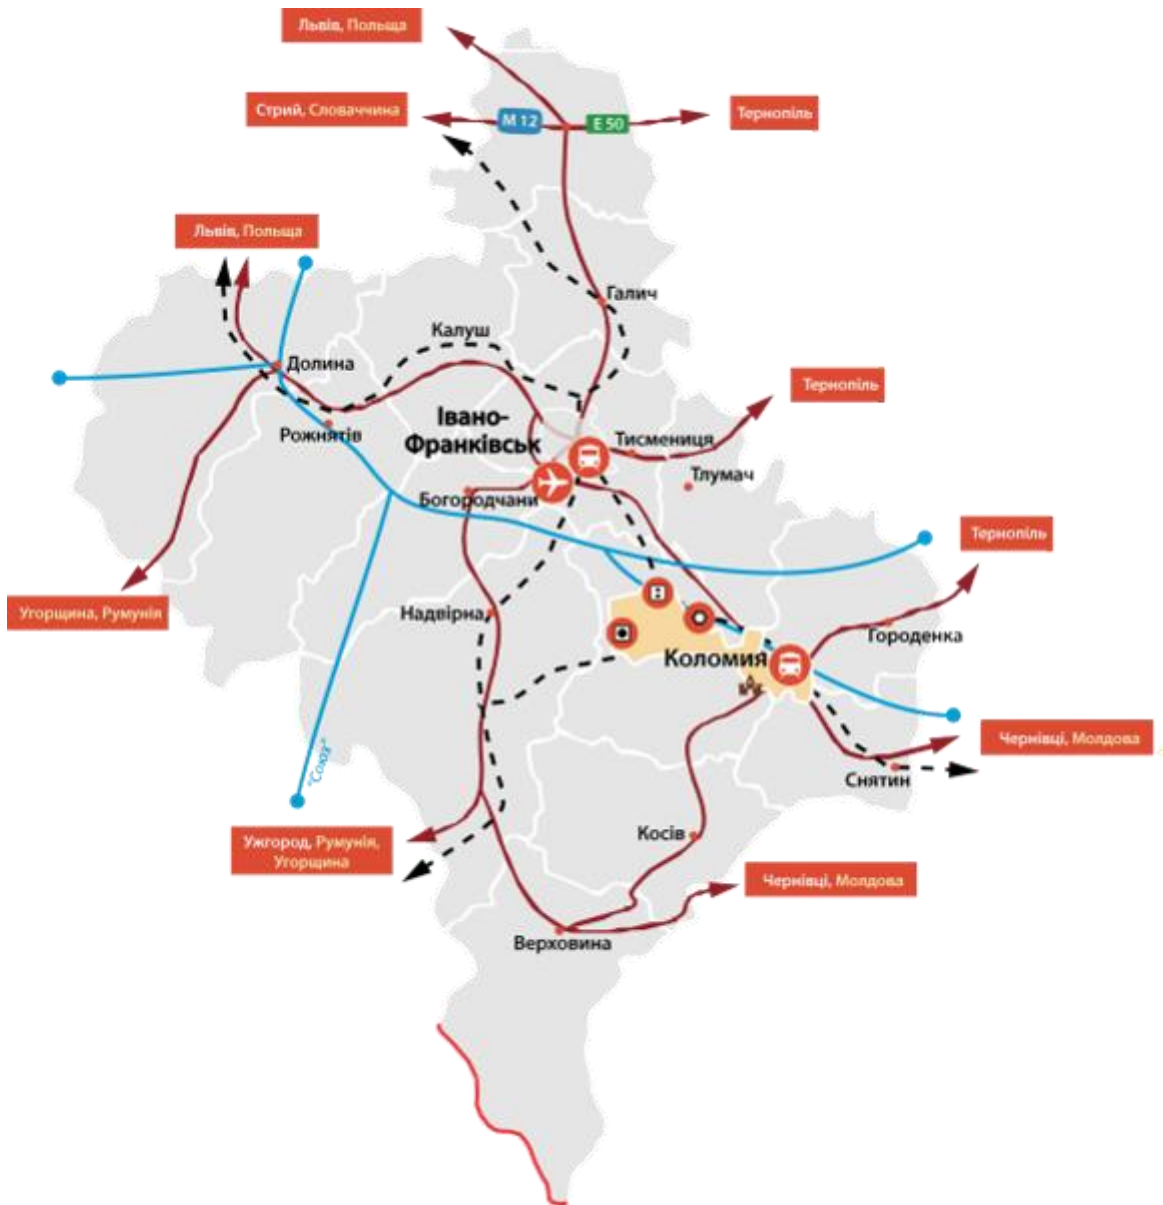 Львів, Польща
Стрий, Словаччина
M 12
E 50
Тернопіль
Львів, Польща
Галич
Калуш
Долина
Тернопіль
Івано-
Франківськ
Тисмениця
Рожнятів
Тлумач
Богородчани
Тернопіль
Угорщина, Румунія
Надвірна
Городенка
Коломия
Чернівці, Молдова
"Союз"
Снятин
Ужгород, Румунія,
Угорщина
Косів
Чернівці, Молдова
Верховина